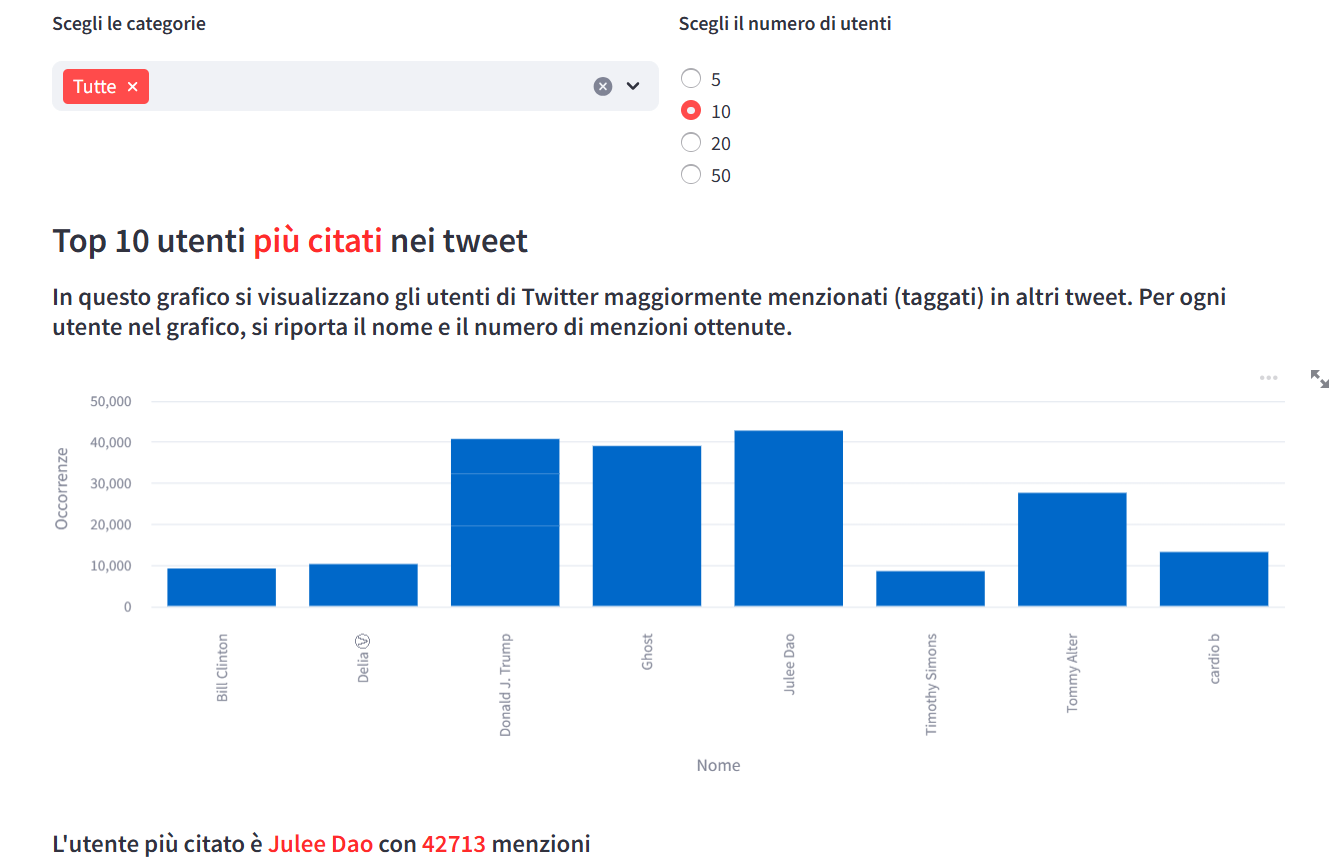 Scegli le categorie
Scegli il numero di utenti
Tutte
5
10
20
50
Top 10 utenti più citati nei tweet
In questo grafico si visualizzano gli utenti di Twitter maggiormente menzionati (taggati) in altri tweet. Per ogni
utente nel grafico, si riporta il nome e il numero di menzioni ottenute.
50,000
40,000
30,000
20,000
10,000
0
Occorrenze
Bill Clinton
Delia
Donald J. Trump
Ghost
Julee Dao
Timothy Simons
Tommy Alter
cardio b
Nome
L'utente più citato è Julee Dao con 42713 menzioni